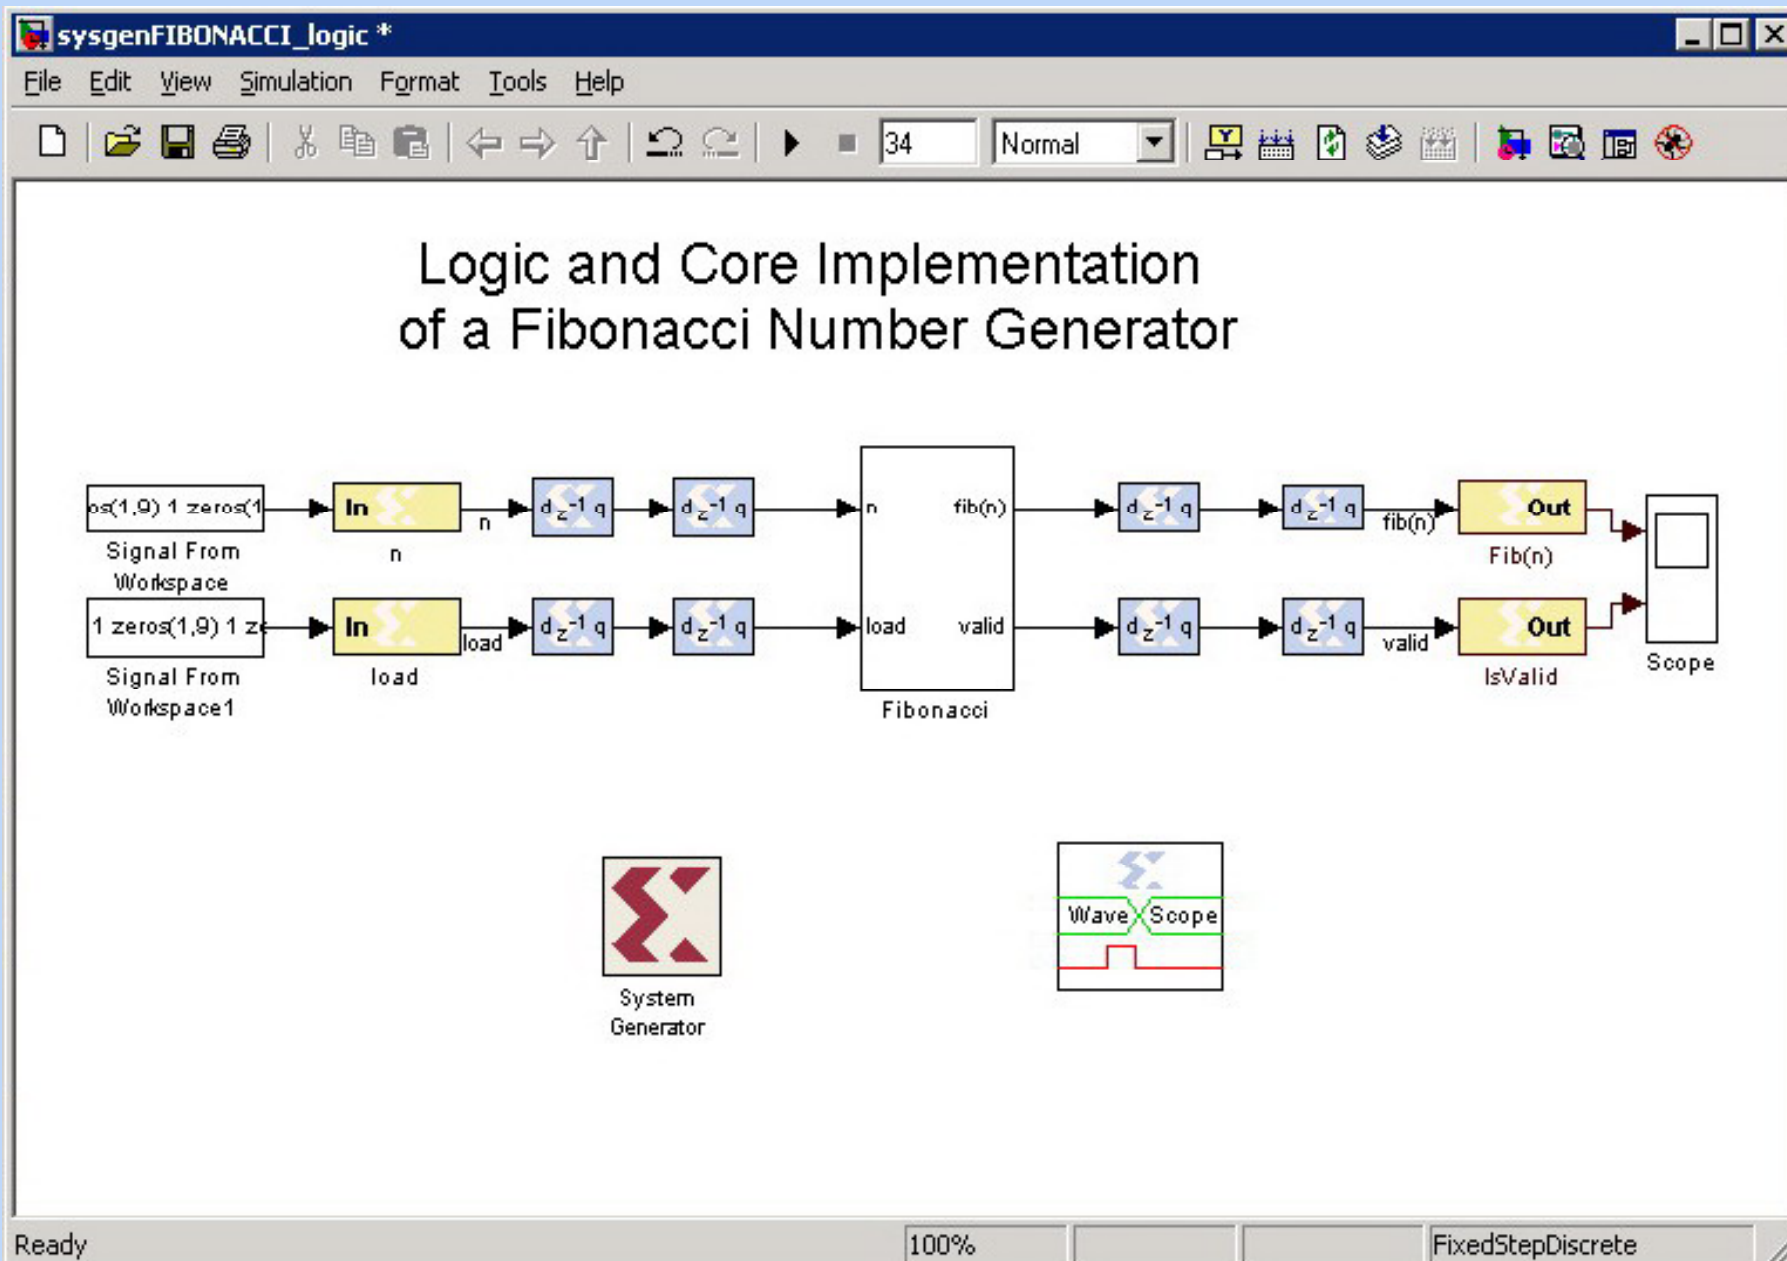 sysgenFIBONACCI_logic *
File Edit View Simulation Format Tools Help
34 Normal
Logic and Core Implementation
of a Fibonacci Number Generator
os(1,9) 1 zeros(1
Signal From
Workspace
In
n
n
d z-1 q
d z-1 q
n fib(n)
d z-1 q
d z-1 q
fib(n)
Out
Fib(n)
1 zeros(1,9) 1 ze
Signal From
Workspace1
In
load
load
d z-1 q
d z-1 q
load valid
Fibonacci
d z-1 q
d z-1 q
valid
Out
IsValid
Scope
System
Generator
Wave Scope
Ready 100% FixedStepDiscrete